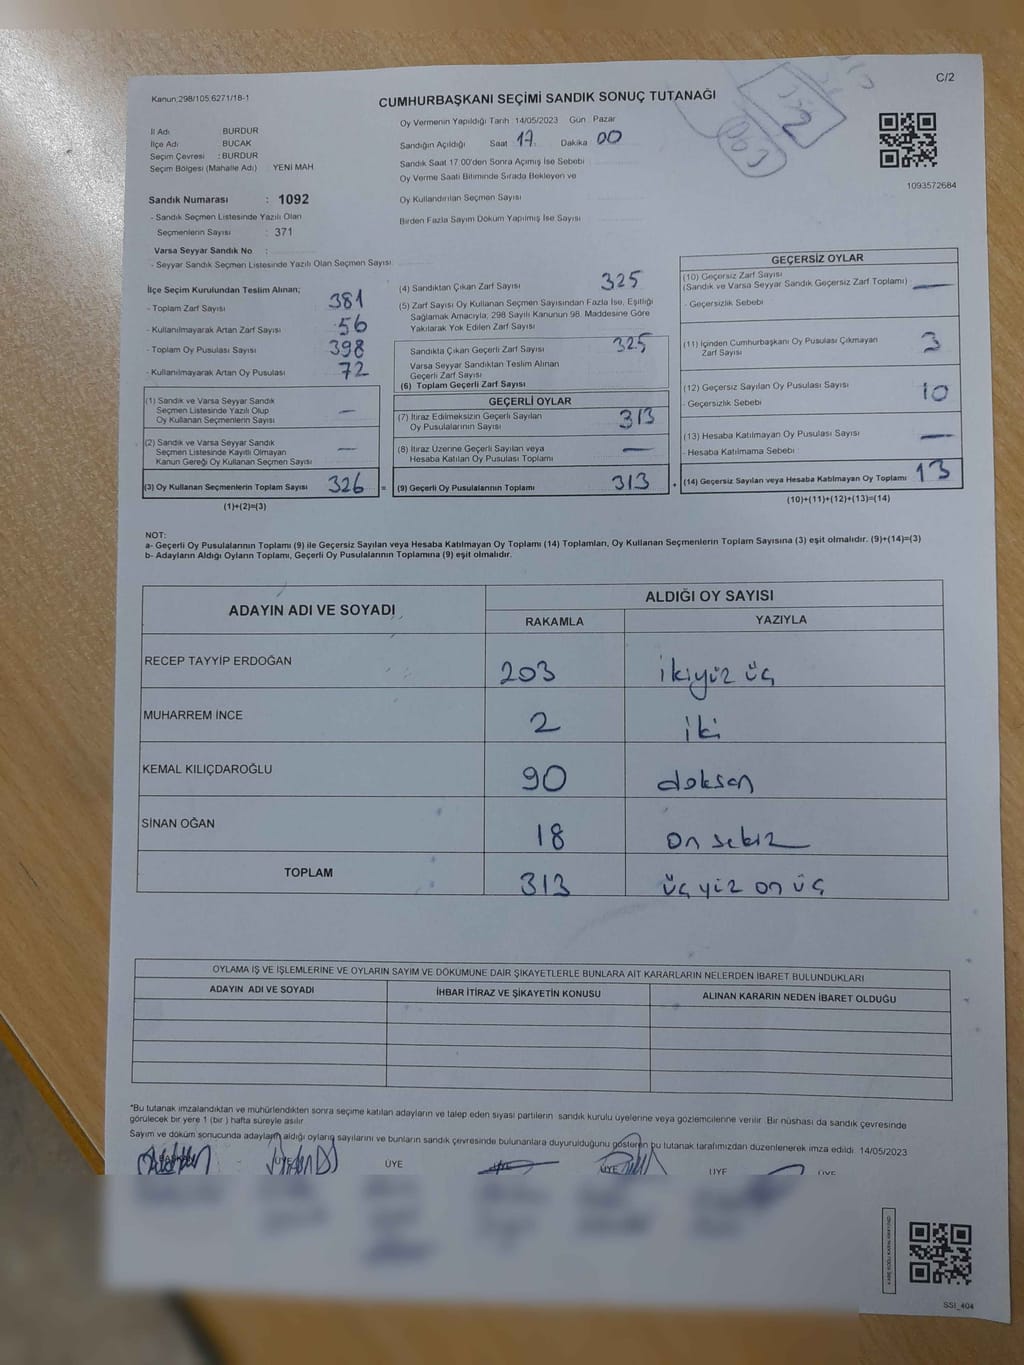 C/2
Kanun:298/105;6271/18-1
CUMHURBAŞKANI SEÇİMİ SANDIK SONUÇ TUTANAĞI
Oy Vermenin Yapıldığı Tarih 14/05/2023 Gün Pazar
İl Adı BURDUR
İlçe Adı BUCAK
Seçim Çevresi : BURDUR
Seçim Bölgesi (Mahalle Adı) YENİ MAH
Sandığın Açıldığı Saat 17 Dakika 00
Sandık Saat 17:00'den Sonra Açımış İse Sebebi
Oy Verme Saati Bitiminde Sırada Bekleyen ve
Oy Kullandırılan Seçmen Sayısı
Birden Fazla Sayım Döküm Yapılmış İse Sayısı
1093572684
Sandık Numarası : 1092
- Sandık Seçmen Listesinde Yazılı Olan
Seçmenlerin Sayısı : 371
Varsa Seyyar Sandık No :
- Seyyar Sandık Seçmen Listesinde Yazılı Olan Seçmen Sayısı
İlçe Seçim Kurulundan Teslim Alınan;
- Toplam Zarf Sayısı 381
- Kullanılmayarak Artan Zarf Sayısı 56
- Toplam Oy Pusulası Sayısı 398
- Kullanılmayarak Artan Oy Pusulası 72
(1) Sandık ve Varsa Seyyar Sandık
Seçmen Listesinde Yazılı Olup
Oy Kullanan Seçmenlerin Sayısı —
(2) Sandık ve Varsa Seyyar Sandık
Seçmen Listesinde Kayıtlı Olmayan
Kanun Gereği Oy Kullanan Seçmen Sayısı —
(3) Oy Kullanan Seçmenlerin Toplam Sayısı 326 =
(1)+(2)=(3)
(4) Sandıktan Çıkan Zarf Sayısı 325
(5) Zarf Sayısı Oy Kullanan Seçmen Sayısından Fazla İse, Eşitliği
Sağlamak Amacıyla, 298 Sayılı Kanunun 98. Maddesine Göre
Yakılarak Yok Edilen Zarf Sayısı
Sandıkta Çıkan Geçerli Zarf Sayısı 325
Varsa Seyyar Sandıktan Teslim Alınan
Geçerli Zarf Sayısı
(6) Toplam Geçerli Zarf Sayısı
GEÇERLİ OYLAR
(7) İtiraz Edilmeksizin Geçerli Sayılan
Oy Pusulalarının Sayısı 313
(8) İtiraz Üzerine Geçerli Sayılan veya
Hesaba Katılan Oy Pusulası Toplamı —
(9) Geçerli Oy Pusulalarının Toplamı 313 +
GEÇERSİZ OYLAR
(10) Geçersiz Zarf Sayısı
(Sandık ve Varsa Seyyar Sandık Geçersiz Zarf Toplamı) —
- Geçersizlik Sebebi
(11) İçinden Cumhurbaşkanı Oy Pusulası Çıkmayan
Zarf Sayısı 3
(12) Geçersiz Sayılan Oy Pusulası Sayısı 10
- Geçersizlik Sebebi
(13) Hesaba Katılmayan Oy Pusulası Sayısı —
- Hesaba Katılmama Sebebi
(14) Geçersiz Sayılan veya Hesaba Katılmayan Oy Toplamı 13
(10)+(11)+(12)+(13)=(14)
NOT:
a- Geçerli Oy Pusulalarının Toplamı (9) ile Geçersiz Sayılan veya Hesaba Katılmayan Oy Toplamı (14) Toplamları, Oy Kullanan Seçmenlerin Toplam Sayısına (3) eşit olmalıdır. (9)+(14)=(3)
b- Adayların Aldığı Oyların Toplamı, Geçerli Oy Pusulalarının Toplamına (9) eşit olmalıdır.
ADAYIN ADI VE SOYADI ALDIĞI OY SAYISI
RAKAMLA YAZIYLA
RECEP TAYYİP ERDOĞAN 203 ikiyüz üç
MUHARREM İNCE 2 iki
KEMAL KILIÇDAROĞLU 90 doksan
SİNAN OĞAN 18 on sekiz
TOPLAM 313 üç yüz on üç
OYLAMA İŞ VE İŞLEMLERİNE VE OYLARIN SAYIM VE DÖKÜMÜNE DAİR ŞİKAYETLERLE BUNLARA AİT KARARLARIN NELERDEN İBARET BULUNDUKLARI
ADAYIN ADI VE SOYADI İHBAR İTİRAZ VE ŞİKAYETİN KONUSU ALINAN KARARIN NEDEN İBARET OLDUĞU
*Bu tutanak imzalandıktan ve mühürlendikten sonra seçime katılan adayların ve talep eden siyasi partilerin sandık kurulu üyelerine veya gözlemcilerine verilir. Bir nüshası da sandık çevresinde
görülecek bir yere 1 (bir) hafta süreyle asılır.
Sayım ve döküm sonucunda adayların aldığı oyların sayılarını ve bunların sandık çevresinde bulunanlara duyurulduğunu gösteren bu tutanak tarafımızdan düzenlenerek imza edildi. 14/05/2023
BAŞKAN ÜYE ÜYE ÜYE ÜYE ÜYE
SSI_404